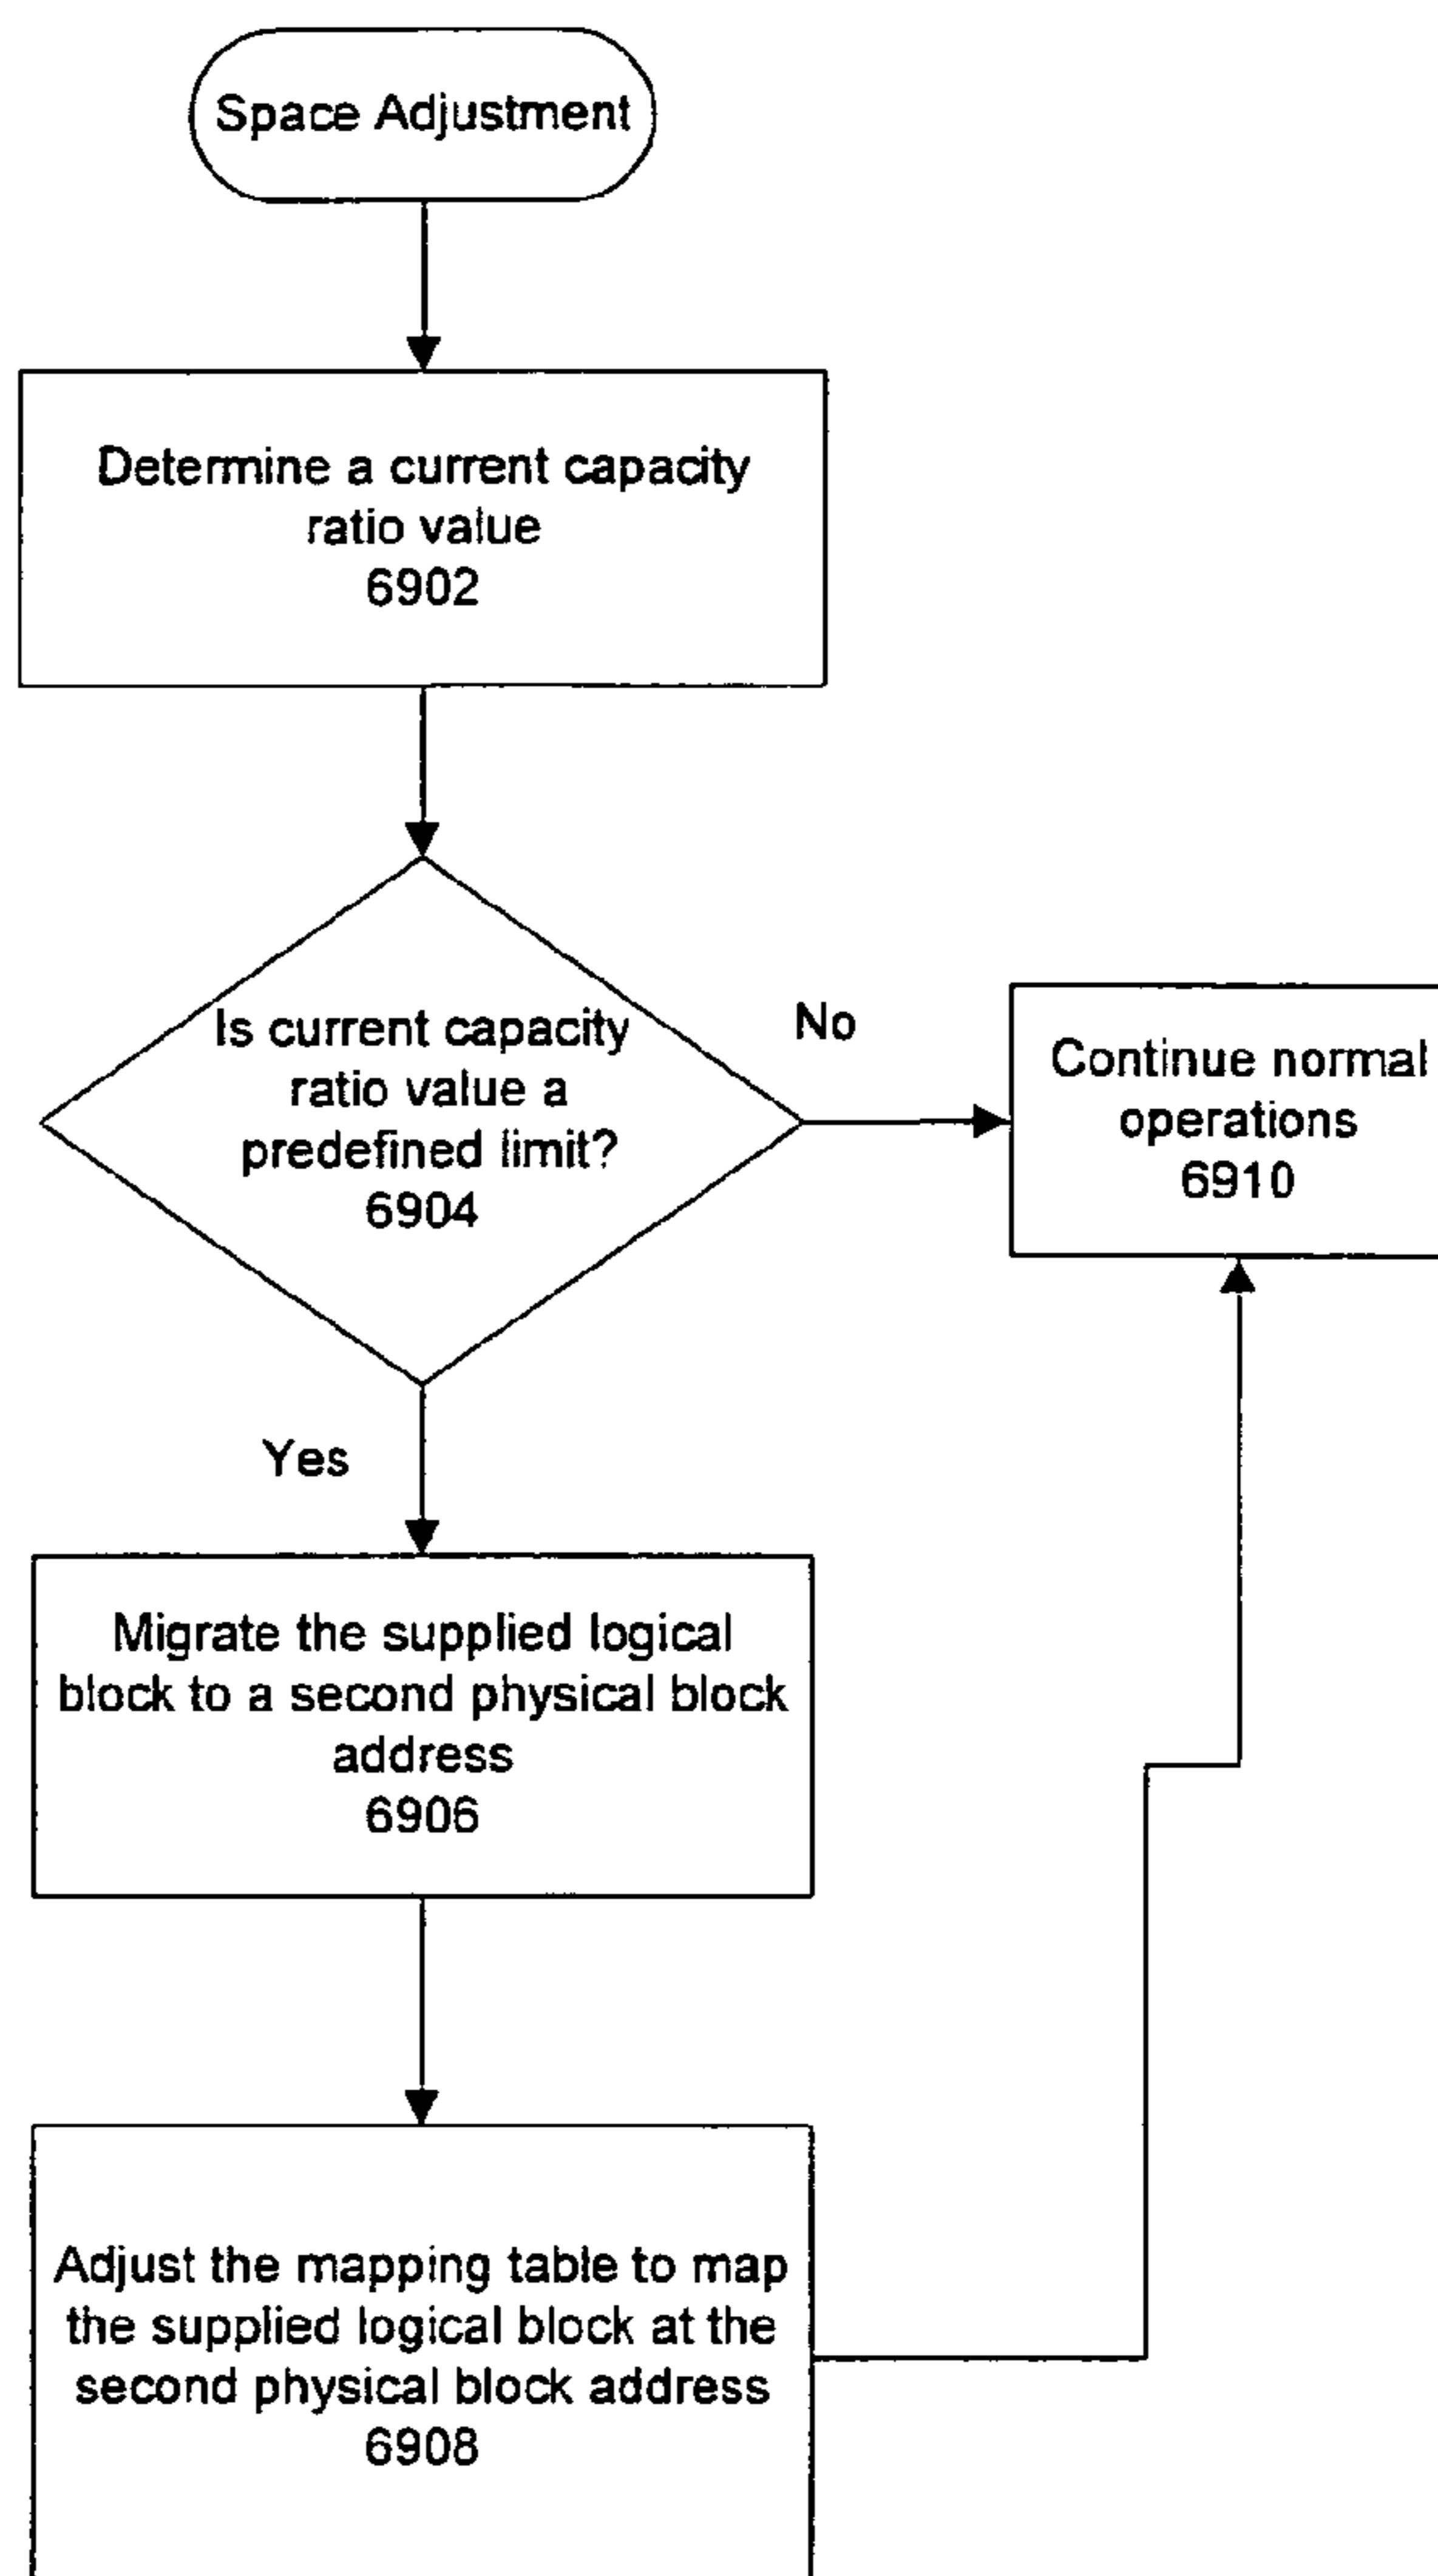 Space Adjustment
Determine a current capacity
ratio value
6902
Is current capacity
ratio value a
predefined limit?
6904
No
Continue normal
operations
6910
Yes
Migrate the supplied logical
block to a second physical block
address
6906
Adjust the mapping table to map
the supplied logical block at the
second physical block address
6908